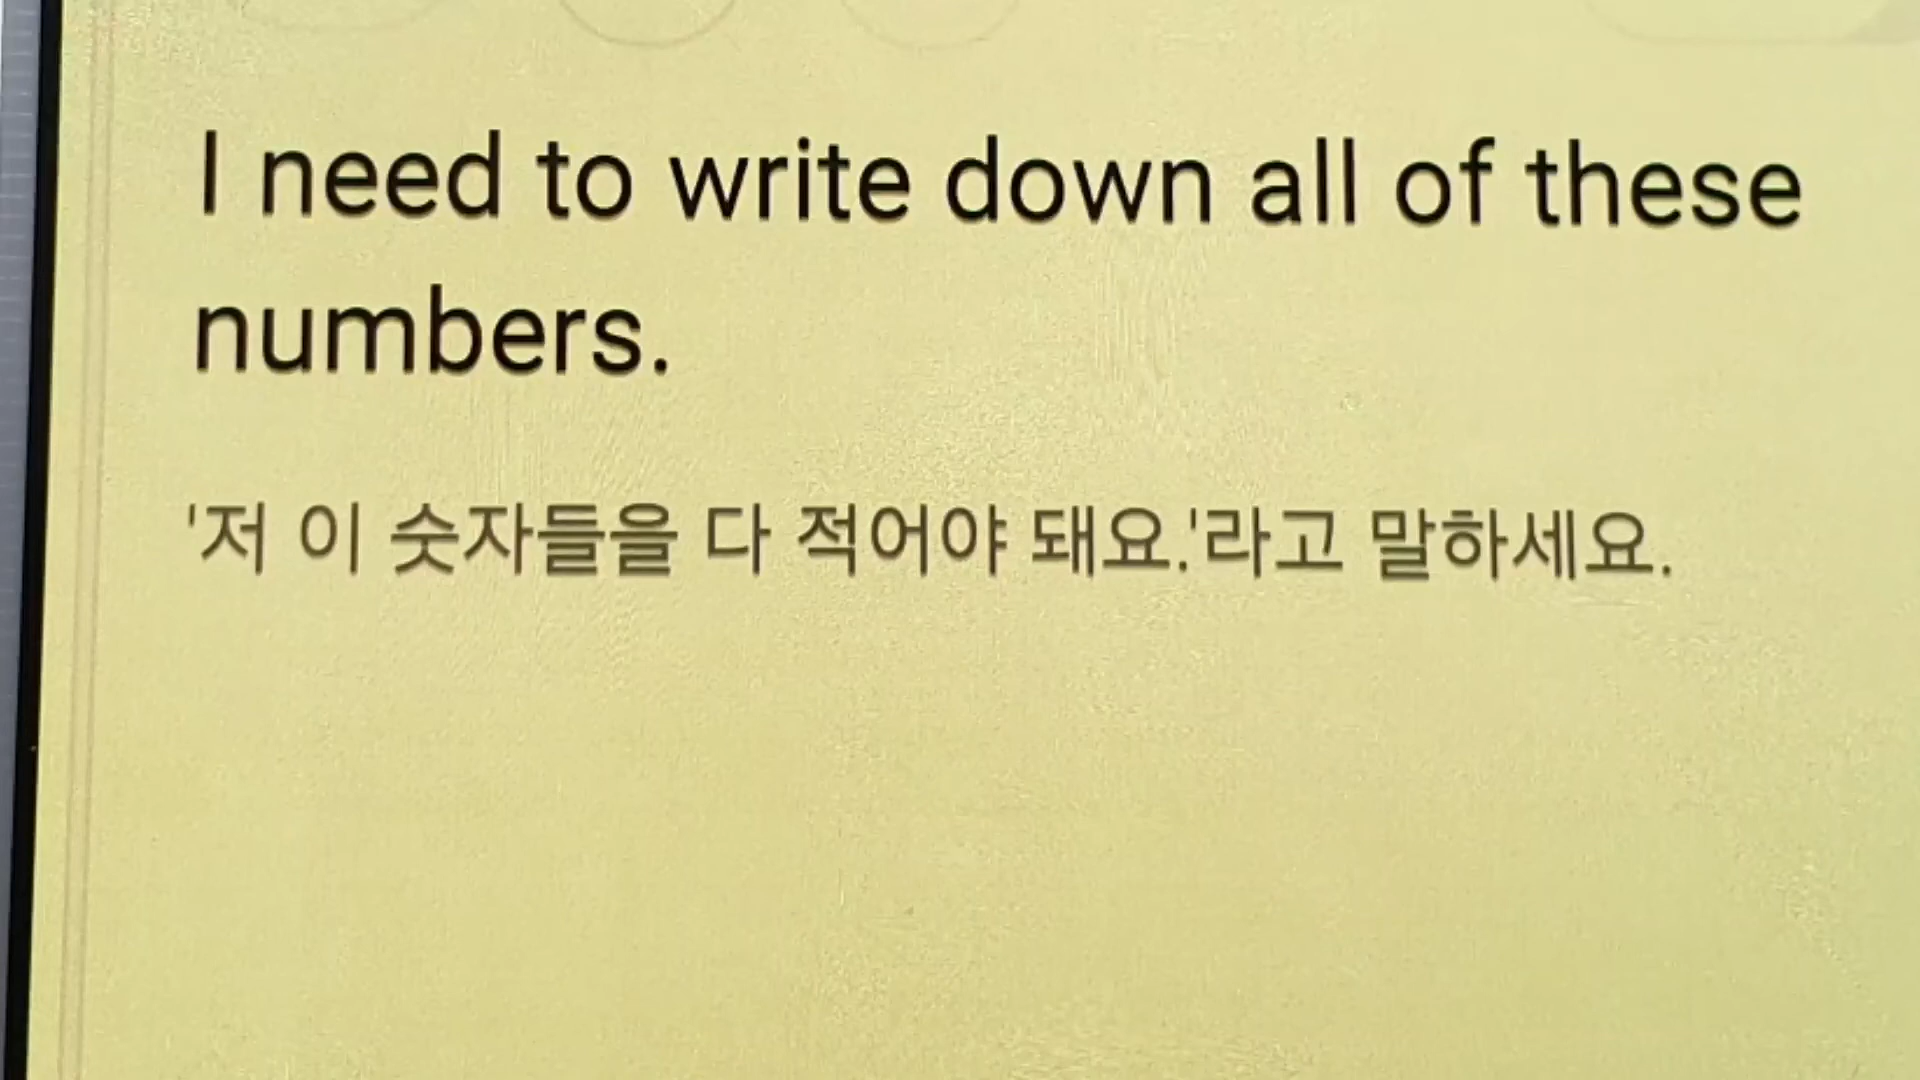 I need to write down all of these
numbers.
'저 이 숫자들을 다 적어야 돼요.'라고 말하세요.